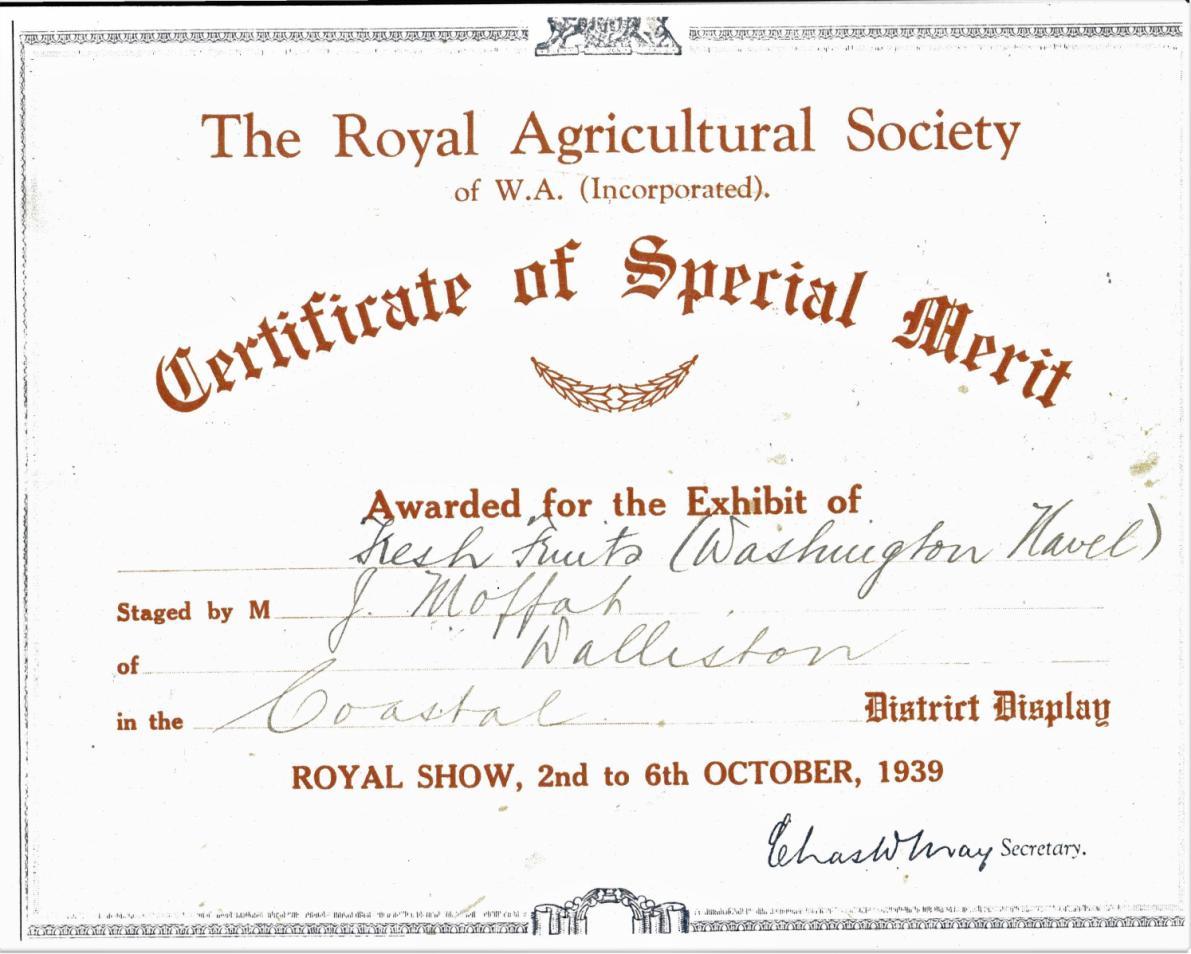 The Royal Agricultural Society
of W.A. (Incorporated).
Certificate of Special Merit
Awarded for the Exhibit of
Fresh Fruits (Washington Navel)
Staged by M J. Moffat
of Walliston
in the Coastal District Display
ROYAL SHOW, 2nd to 6th OCTOBER, 1939
Chas W May Secretary.